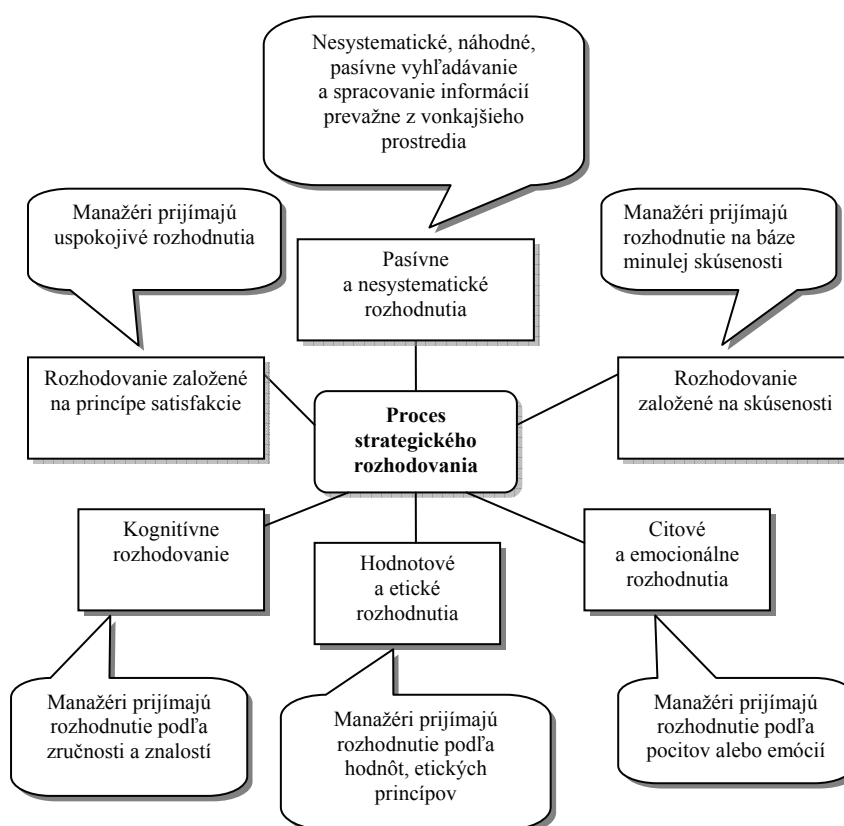 Nesystematické, náhodné,
pasívne vyhľadávanie
a spracovanie informácií
prevažne z vonkajšieho
prostredia
Manažéri prijímajú
uspokojivé rozhodnutia
Manažéri prijímajú
rozhodnutie na báze
minulej skúsenosti
Pasívne
a nesystematické
rozhodnutia
Rozhodovanie založené
na princípe satisfakcie
Proces
strategického
rozhodovania
Rozhodovanie
založené na skúsenosti
Kognitívne
rozhodovanie
Hodnotové
a etické
rozhodnutia
Citové
a emocionálne
rozhodnutia
Manažéri prijímajú
rozhodnutie podľa
zručnosti a znalostí
Manažéri prijímajú
rozhodnutie podľa
hodnôt, etických
princípov
Manažéri prijímajú
rozhodnutie podľa
pocitov alebo emócií